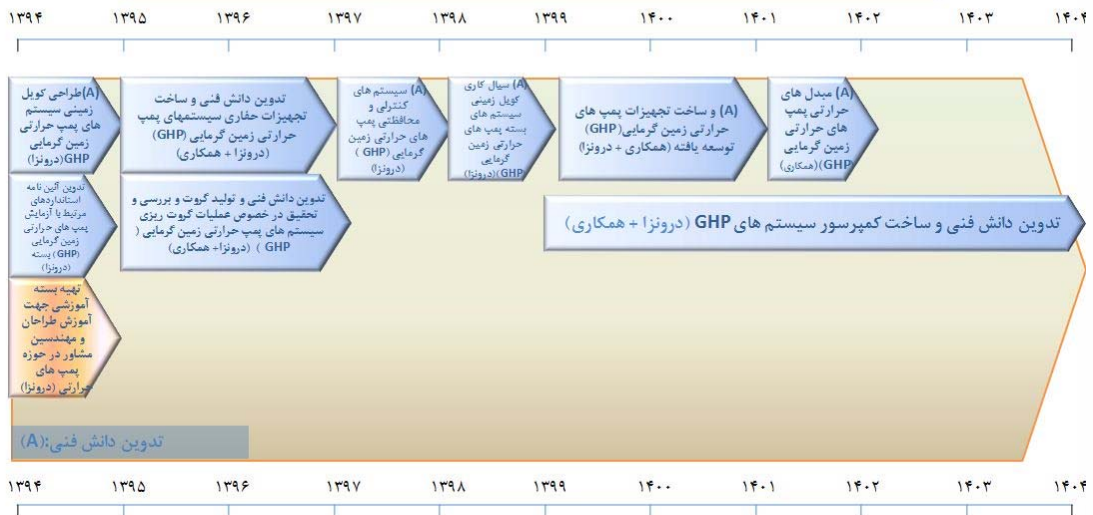 ۱۳۹۴ ۱۳۹۵ ۱۳۹۶ ۱۳۹۷ ۱۳۹۸ ۱۳۹۹ ۱۴۰۰ ۱۴۰۱ ۱۴۰۲ ۱۴۰۳ ۱۴۰۴
(A)طراحی کویل
زمینی سیستم
های پمپ حرارتی
زمین گرمایی
GHP(درونزا)
تدوین دانش فنی و ساخت
تجهیزات حفاری سیستمهای پمپ
حرارتی زمین گرمایی (GHP)
(درونزا + همکاری)
(A) سیستم های
کنترلی و
محافظتی پمپ
های حرارتی زمین
گرمایی (GHP )
(درونزا)
(A) سیال کاری
کویل زمینی
سیستم های
بسته پمپ های
حرارتی زمین
گرمایی
GHP)(درونزا)
(A) و ساخت تجهیزات پمپ های
حرارتی زمین گرمایی(GHP)
توسعه یافته (همکاری + درونزا)
(A) مبدل های
حرارتی پمپ
های حرارتی
زمین گرمایی
GHP)(همکاری)
تدوین آئین نامه
استانداردهای
مرتبط با آزمایش
پمپ های حرارتی
زمین گرمایی
(GHP) بسته
(درونزا)
تدوین دانش فنی و تولید گروت و بررسی و
تحقیق در خصوص عملیات گروت ریزی
سیستم های پمپ حرارتی زمین گرمایی (
GHP ) (درونزا+ همکاری)
تدوین دانش فنی و ساخت کمپرسور سیستم های GHP (درونزا + همکاری)
تهیه بسته
آموزشی جهت
آموزش طراحان
و مهندسین
مشاور در حوزه
پمپ های
حرارتی (درونزا)
تدوین دانش فنی:(A)
۱۳۹۴ ۱۳۹۵ ۱۳۹۶ ۱۳۹۷ ۱۳۹۸ ۱۳۹۹ ۱۴۰۰ ۱۴۰۱ ۱۴۰۲ ۱۴۰۳ ۱۴۰۴